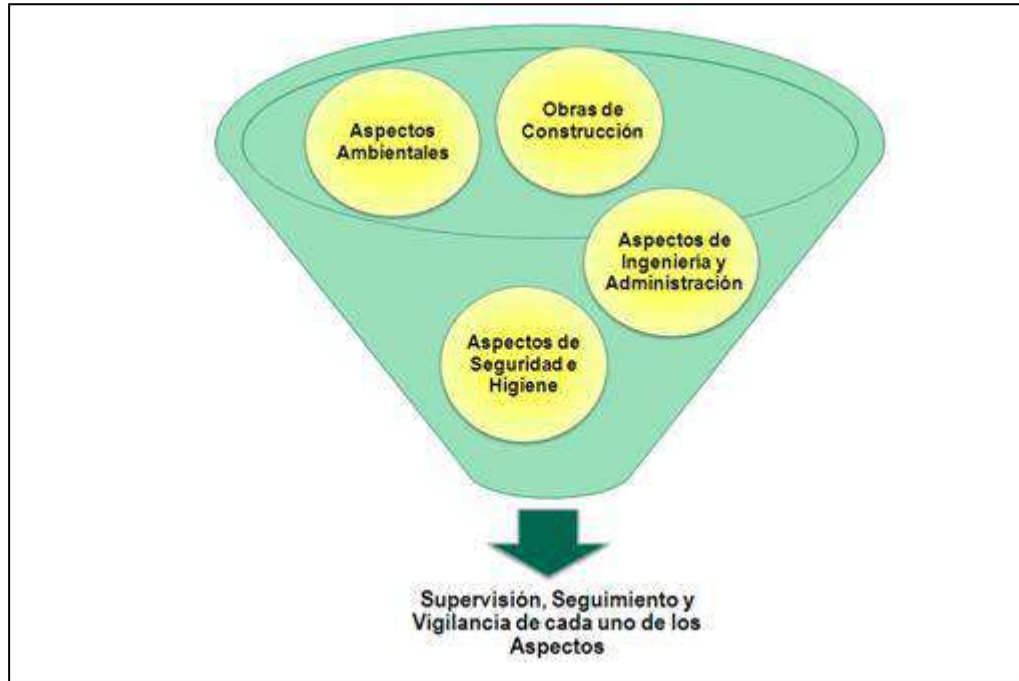 Aspectos
Ambientales
Obras de
Construcción
Aspectos de
Ingeniería y
Administración
Aspectos de
Seguridad e
Higiene
Supervisión, Seguimiento y
Vigilancia de cada uno de los
Aspectos